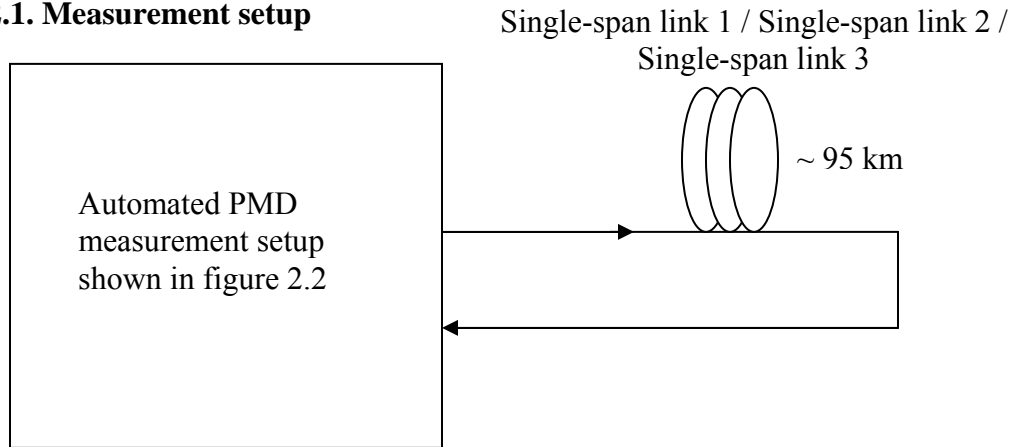 .1. Measurement setup
Single-span link 1 / Single-span link 2 /
Single-span link 3
~ 95 km
Automated PMD
measurement setup
shown in figure 2.2